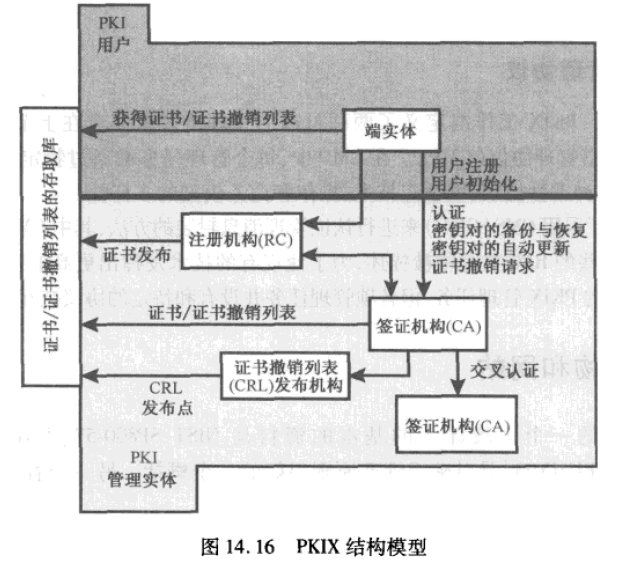 PKI
用户
获得证书/证书撤销列表
端实体
用户注册
用户初始化
证书/证书撤销列表的存取库
认证
密钥对的备份与恢复
密钥对的自动更新
证书撤销请求
注册机构(RC)
证书发布
证书/证书撤销列表
签证机构(CA)
证书撤销列表
(CRL)发布机构
交叉认证
CRL
发布点
签证机构(CA)
PKI
管理实体
图 14.16 PKIX 结构模型